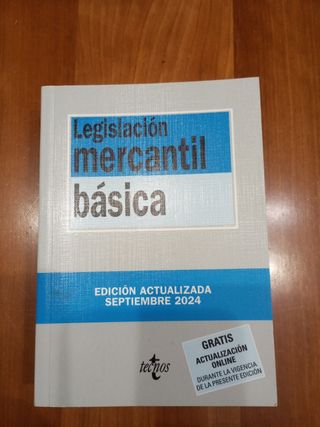 Legislación
mercantil
básica
EDICIÓN ACTUALIZADA
SEPTIEMBRE 2024
GRATIS
ACTUALIZACIÓN
ONLINE
DURANTE LA VIGENCIA
DE LA PRESENTE EDICIÓN
tecnos